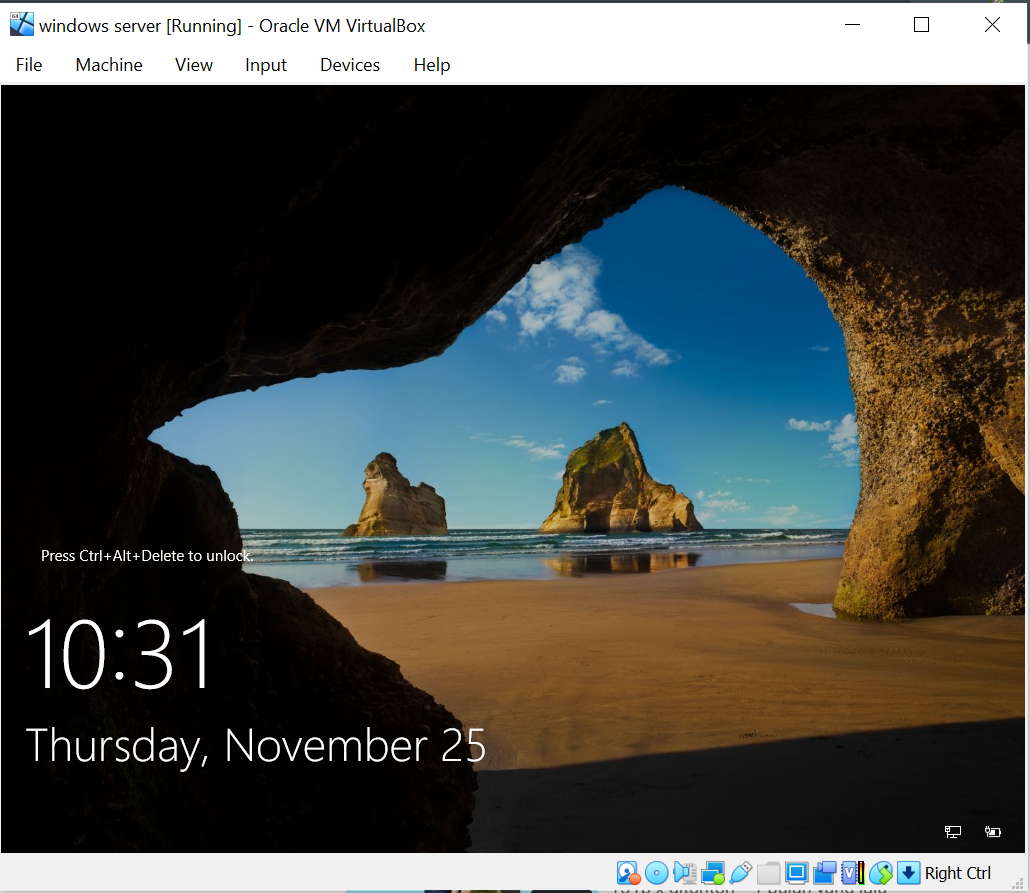 windows server [Running] - Oracle VM VirtualBox
File Machine View Input Devices Help
Press Ctrl+Alt+Delete to unlock.
10:31
Thursday, November 25
Right Ctrl